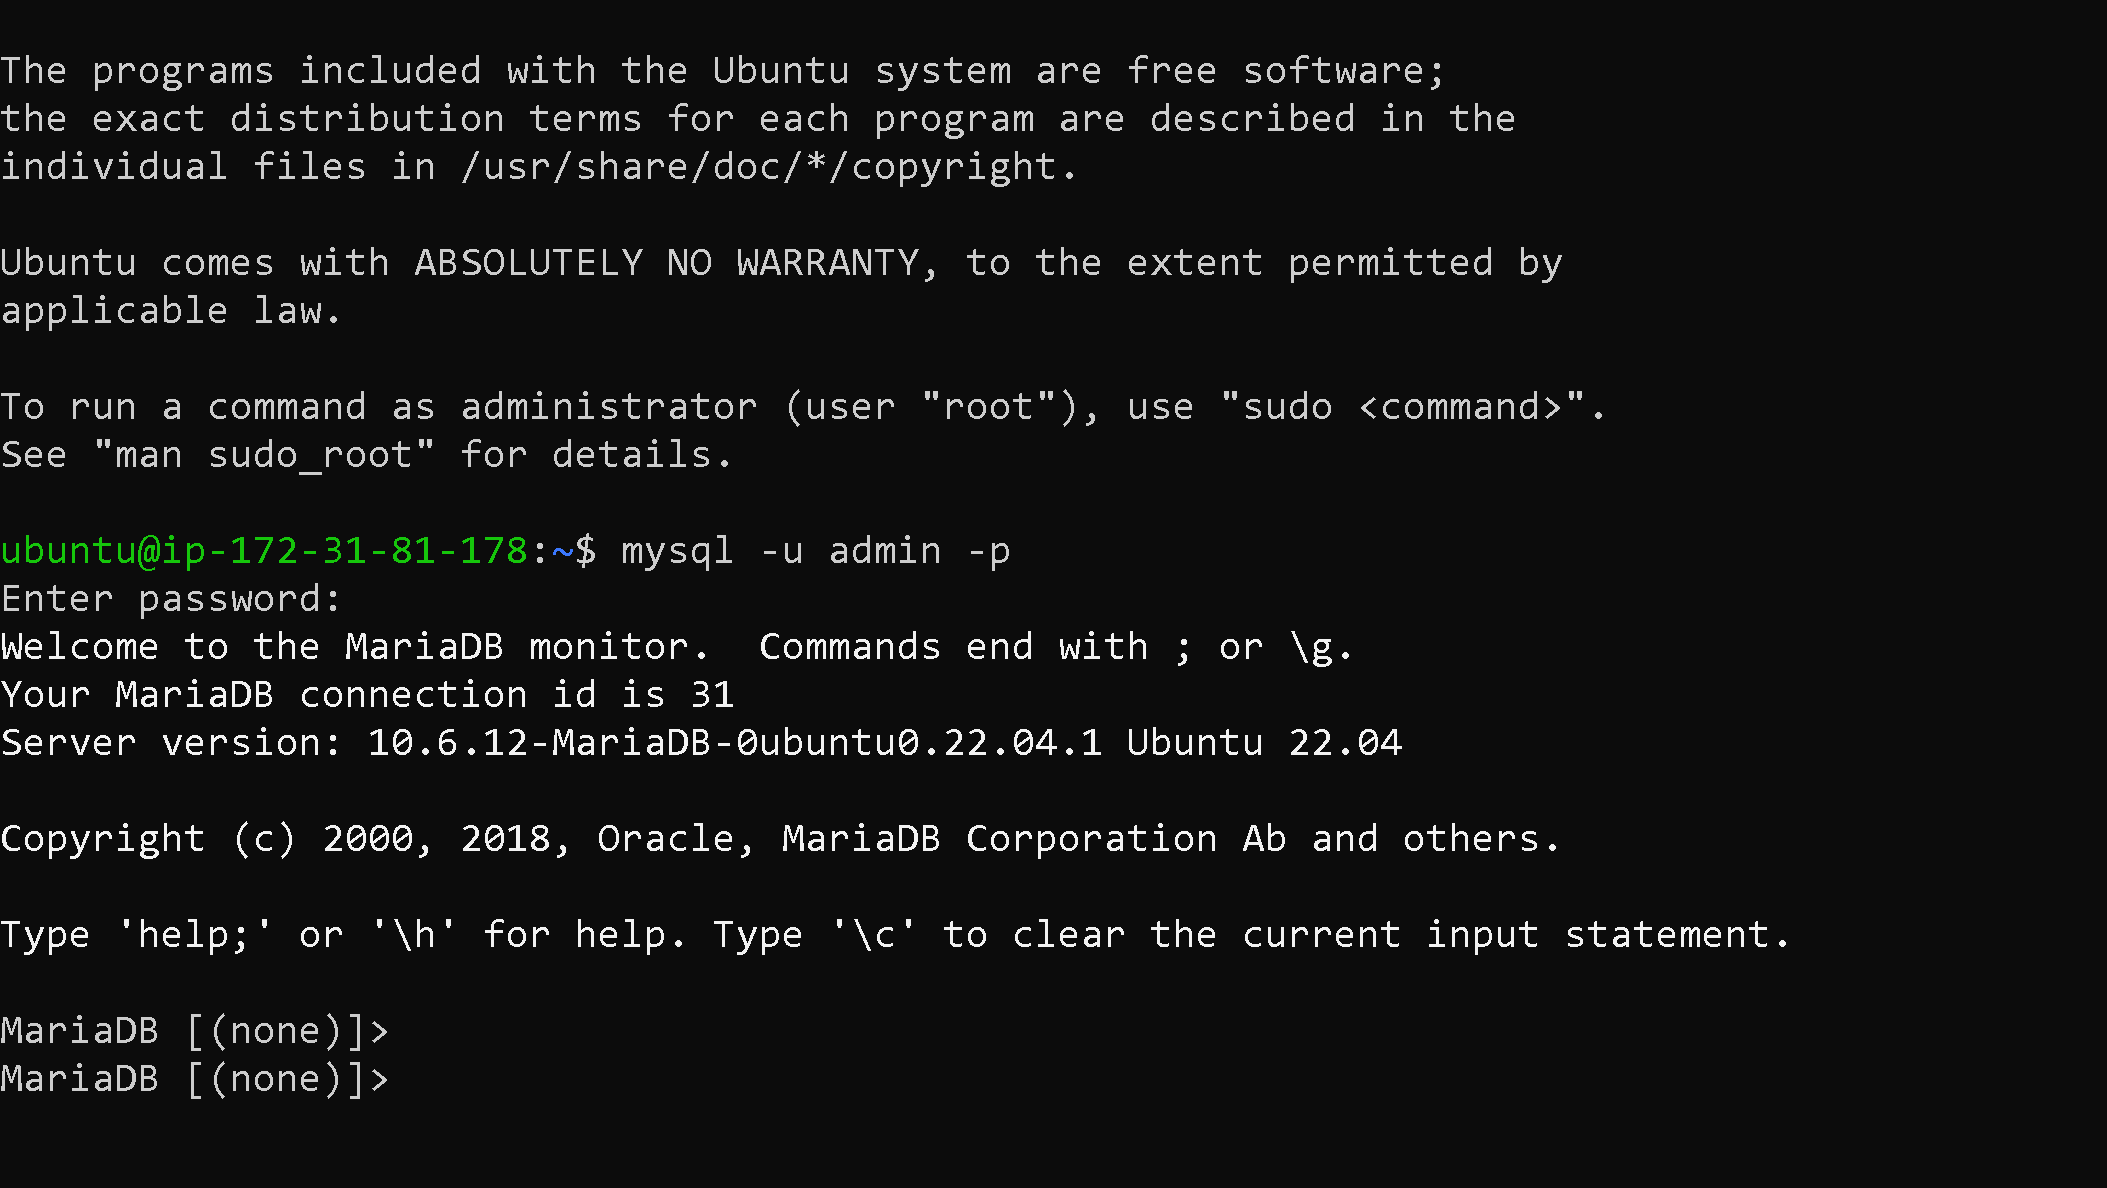 The programs included with the Ubuntu system are free software;
the exact distribution terms for each program are described in the
individual files in /usr/share/doc/*/copyright.
Ubuntu comes with ABSOLUTELY NO WARRANTY, to the extent permitted by
applicable law.
To run a command as administrator (user "root"), use "sudo <command>".
See "man sudo_root" for details.
ubuntu@ip-172-31-81-178:~$ mysql -u admin -p
Enter password:
Welcome to the MariaDB monitor.  Commands end with ; or \g.
Your MariaDB connection id is 31
Server version: 10.6.12-MariaDB-0ubuntu0.22.04.1 Ubuntu 22.04
Copyright (c) 2000, 2018, Oracle, MariaDB Corporation Ab and others.
Type 'help;' or '\h' for help. Type '\c' to clear the current input statement.
MariaDB [(none)]>
MariaDB [(none)]>